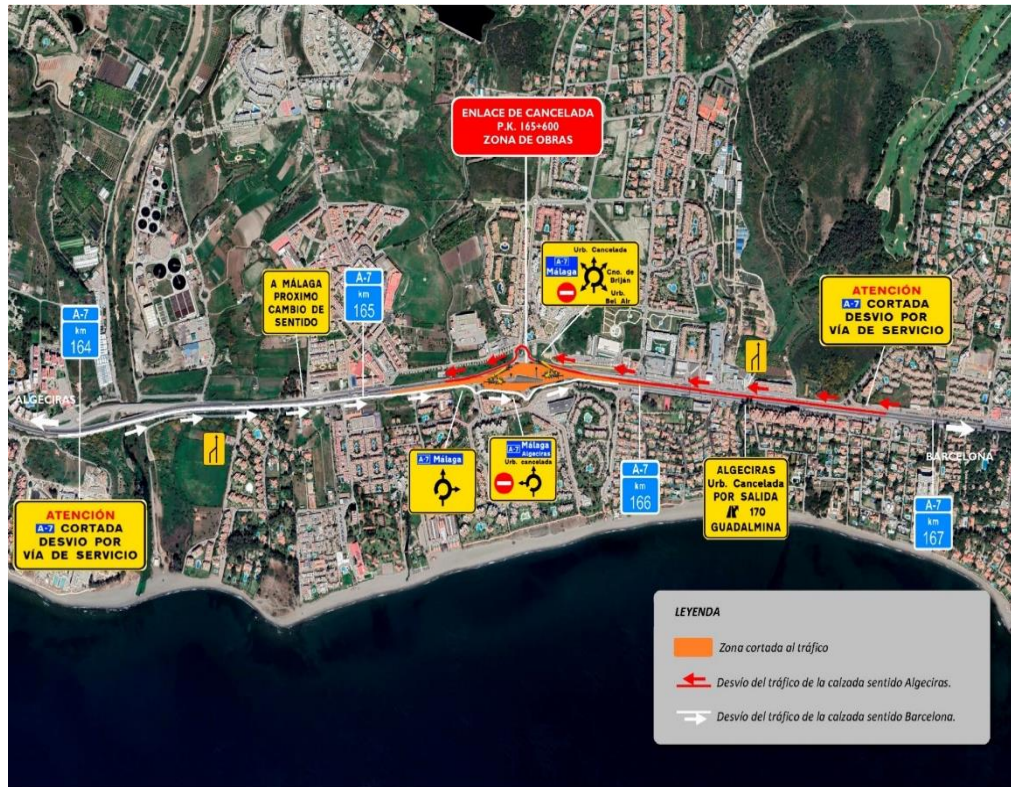 ENLACE DE CANCELADA
P.K. 165+600
ZONA DE OBRAS
Urb. Cancelada
A-7
Málaga
Cno. de
Briján
Urb.
Bel Air
A MÁLAGA
PROXIMO
CAMBIO DE
SENTIDO
A-7
km
165
A-7
km
164
ATENCIÓN
A-7 CORTADA
DESVIO POR
VÍA DE SERVICIO
ALGECIRAS
BARCELONA
A-7 Málaga
A-7 Málaga
Algeciras
Urb. cancelada
A-7
km
166
ALGECIRAS
Urb. Cancelada
POR SALIDA
170
GUADALMINA
A-7
km
167
ATENCIÓN
A-7 CORTADA
DESVIO POR
VÍA DE SERVICIO
LEYENDA
Zona cortada al tráfico
Desvío del tráfico de la calzada sentido Algeciras.
Desvío del tráfico de la calzada sentido Barcelona.